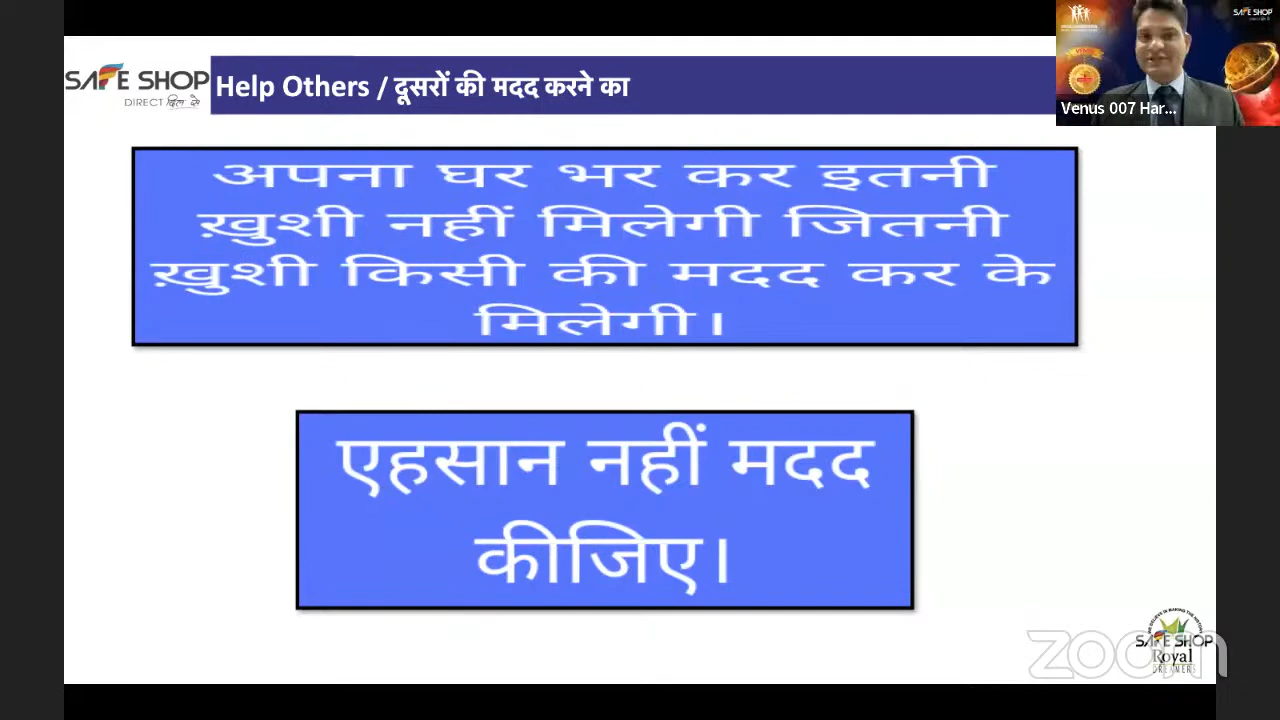 SAFE SHOP
DIRECT दिल से
Help Others / दूसरों की मदद करने का
SAFE SHOP
Venus 007 Har...
अपना घर भर कर इतनी
ख़ुशी नहीं मिलेगी जितनी
ख़ुशी किसी की मदद कर के
मिलेगी।
एहसान नहीं मदद
कीजिए।
SAFE SHOP
Royal
DREAMERS
zoom